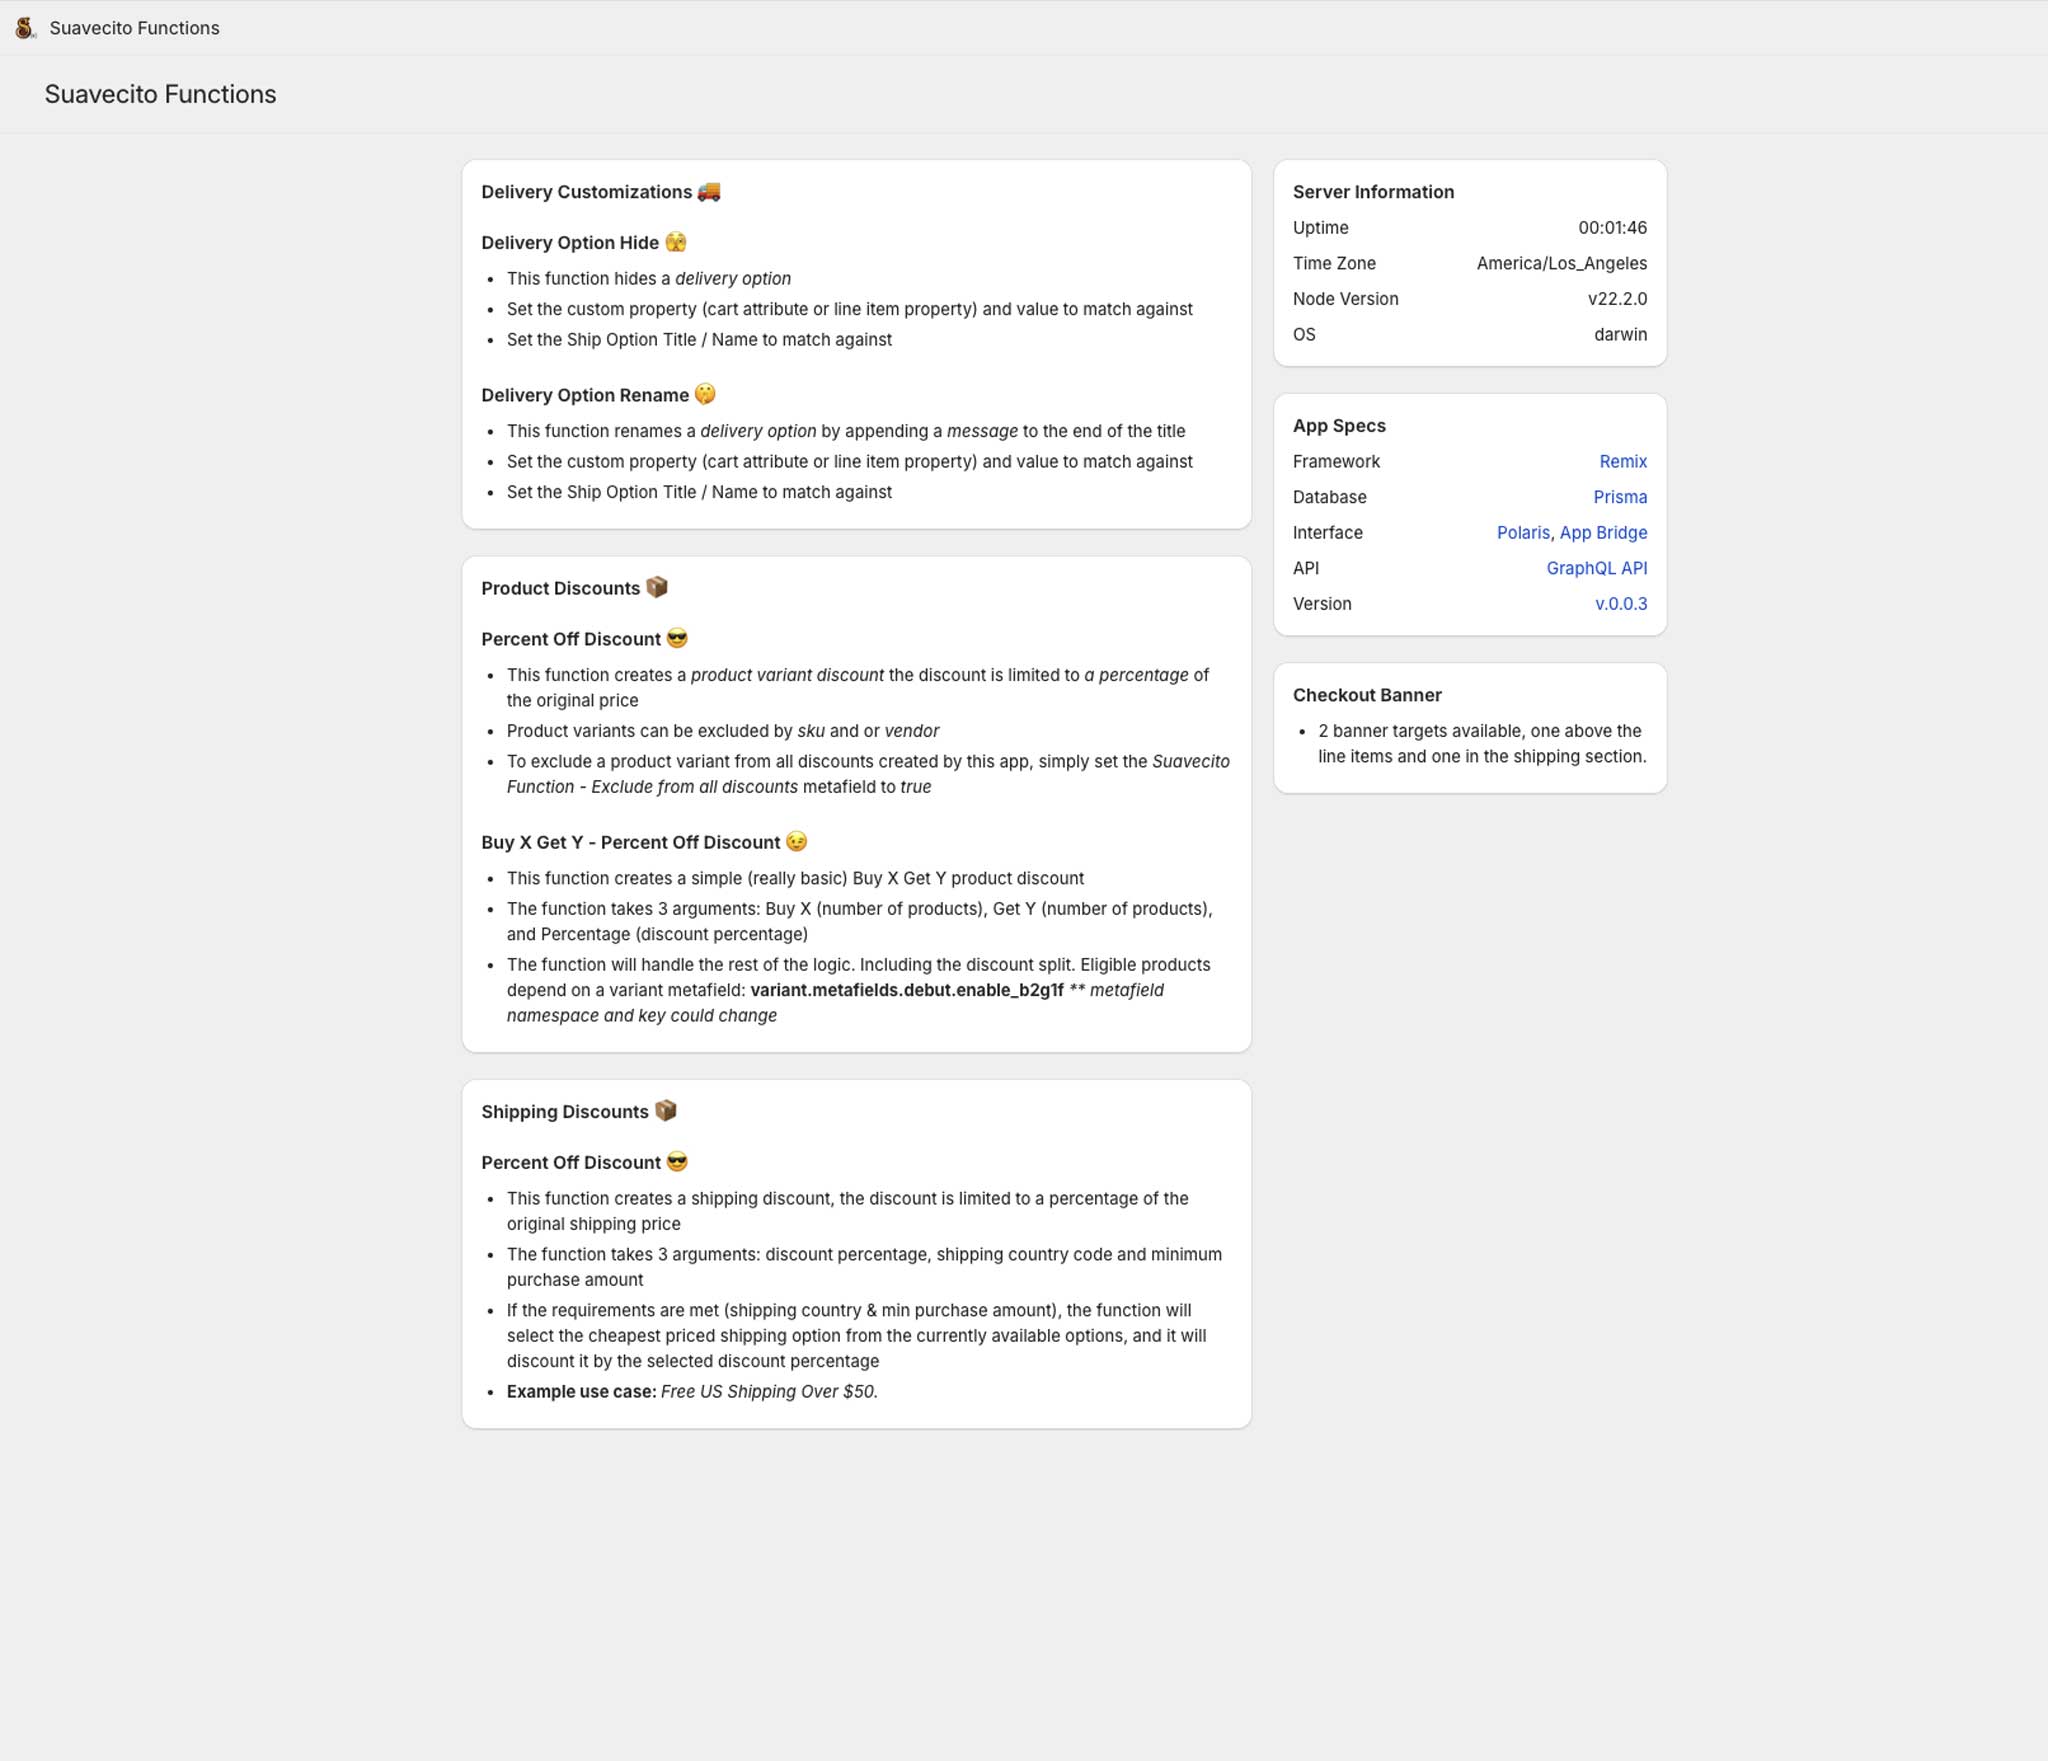 Suavecito Functions
Suavecito Functions
Delivery Customizations 🚚
Delivery Option Hide 🫣
• This function hides a delivery option
• Set the custom property (cart attribute or line item property) and value to match against
• Set the Ship Option Title / Name to match against
Delivery Option Rename 🤫
• This function renames a delivery option by appending a message to the end of the title
• Set the custom property (cart attribute or line item property) and value to match against
• Set the Ship Option Title / Name to match against
Product Discounts 📦
Percent Off Discount 😎
• This function creates a product variant discount the discount is limited to a percentage of
the original price
• Product variants can be excluded by sku and or vendor
• To exclude a product variant from all discounts created by this app, simply set the Suavecito
Function - Exclude from all discounts metafield to true
Buy X Get Y - Percent Off Discount 😉
• This function creates a simple (really basic) Buy X Get Y product discount
• The function takes 3 arguments: Buy X (number of products), Get Y (number of products),
and Percentage (discount percentage)
• The function will handle the rest of the logic. Including the discount split. Eligible products
depend on a variant metafield: variant.metafields.debut.enable_b2g1f ** metafield
namespace and key could change
Shipping Discounts 📦
Percent Off Discount 😎
• This function creates a shipping discount, the discount is limited to a percentage of the
original shipping price
• The function takes 3 arguments: discount percentage, shipping country code and minimum
purchase amount
• If the requirements are met (shipping country & min purchase amount), the function will
select the cheapest priced shipping option from the currently available options, and it will
discount it by the selected discount percentage
• Example use case: Free US Shipping Over $50.
Server Information
Uptime 00:01:46
Time Zone America/Los_Angeles
Node Version v22.2.0
OS darwin
App Specs
Framework Remix
Database Prisma
Interface Polaris, App Bridge
API GraphQL API
Version v.0.0.3
Checkout Banner
• 2 banner targets available, one above the
line items and one in the shipping section.